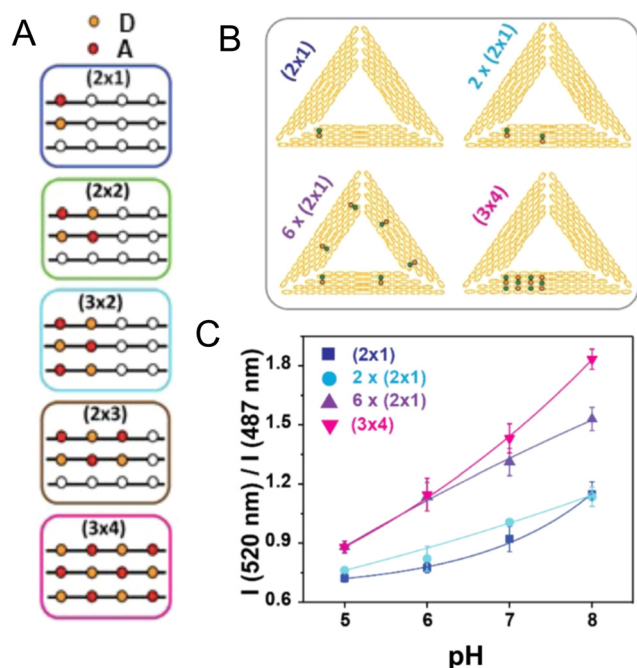 A
D
A
(2x1)
(2x2)
(3x2)
(2x3)
(3x4)
B
(2x1)
2 x (2x1)
6 x (2x1)
(3x4)
C
I (520 nm) / I (487 nm)
1.8
1.5
1.2
0.9
0.6
(2x1)
2 x (2x1)
6 x (2x1)
(3x4)
5 6 7 8
pH